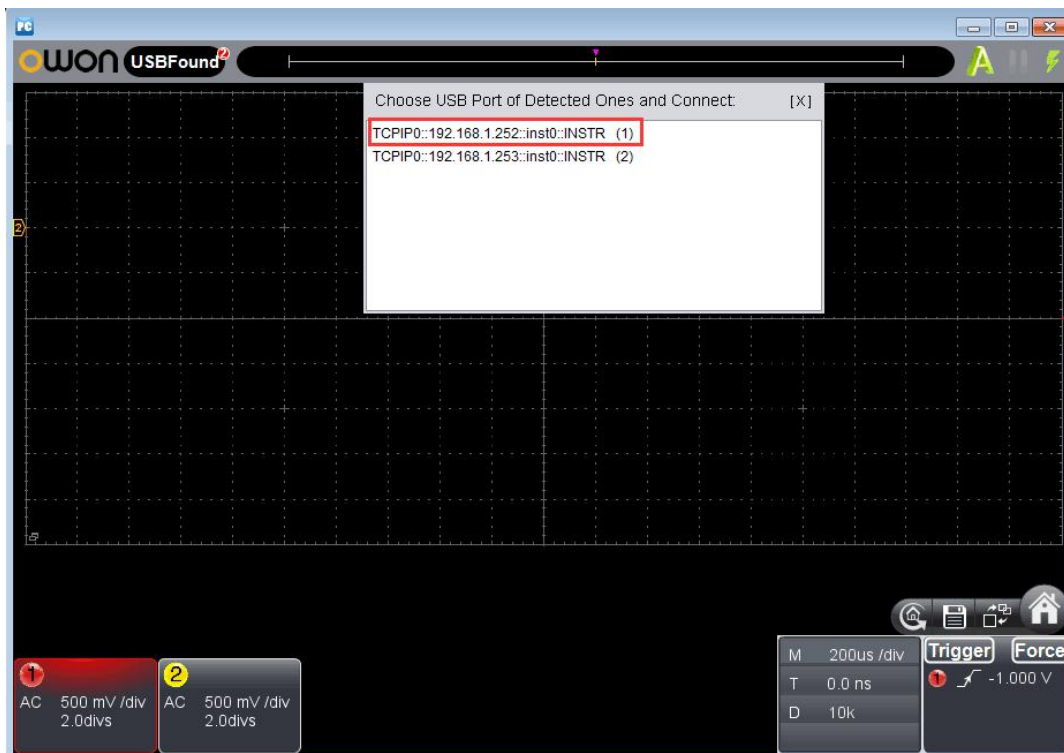 PC
owon USBFound 2
A
Choose USB Port of Detected Ones and Connect: [X]
TCPIP0::192.168.1.252::inst0::INSTR (1)
TCPIP0::192.168.1.253::inst0::INSTR (2)
2
1
AC 500 mV /div
2.0divs
2
AC 500 mV /div
2.0divs
M 200us /div
T 0.0 ns
D 10k
Trigger Force
1 -1.000 V